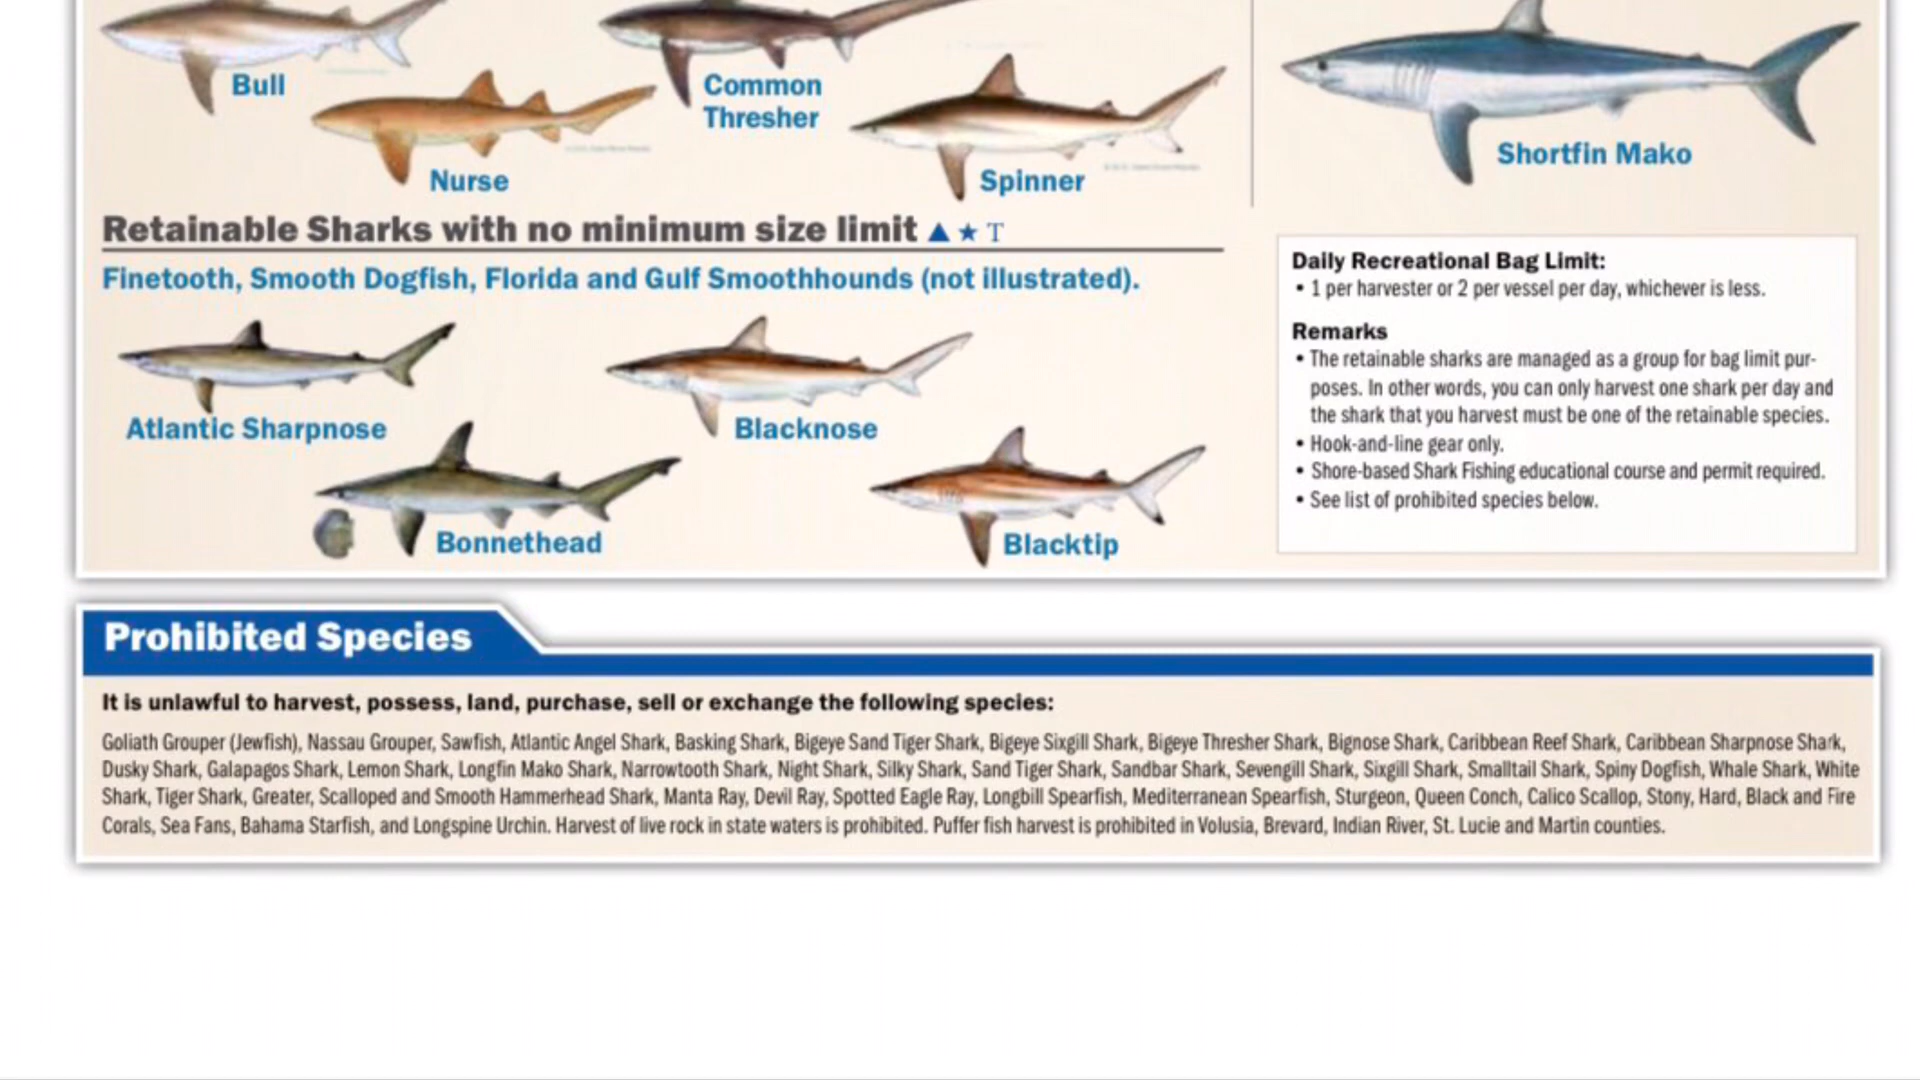 Bull
Common
Thresher
Nurse
Spinner
Shortfin Mako
Retainable Sharks with no minimum size limit ▲ ★ T
Finetooth, Smooth Dogfish, Florida and Gulf Smoothhounds (not illustrated).
Atlantic Sharpnose
Blacknose
Bonnethead
Blacktip
Daily Recreational Bag Limit:
• 1 per harvester or 2 per vessel per day, whichever is less.
Remarks
• The retainable sharks are managed as a group for bag limit pur-
poses. In other words, you can only harvest one shark per day and
the shark that you harvest must be one of the retainable species.
• Hook-and-line gear only.
• Shore-based Shark Fishing educational course and permit required.
• See list of prohibited species below.
Prohibited Species
It is unlawful to harvest, possess, land, purchase, sell or exchange the following species:
Goliath Grouper (Jewfish), Nassau Grouper, Sawfish, Atlantic Angel Shark, Basking Shark, Bigeye Sand Tiger Shark, Bigeye Sixgill Shark, Bigeye Thresher Shark, Bignose Shark, Caribbean Reef Shark, Caribbean Sharpnose Shark,
Dusky Shark, Galapagos Shark, Lemon Shark, Longfin Mako Shark, Narrowtooth Shark, Night Shark, Silky Shark, Sand Tiger Shark, Sandbar Shark, Sevengill Shark, Sixgill Shark, Smalltail Shark, Spiny Dogfish, Whale Shark, White
Shark, Tiger Shark, Greater, Scalloped and Smooth Hammerhead Shark, Manta Ray, Devil Ray, Spotted Eagle Ray, Longbill Spearfish, Mediterranean Spearfish, Sturgeon, Queen Conch, Calico Scallop, Stony, Hard, Black and Fire
Corals, Sea Fans, Bahama Starfish, and Longspine Urchin. Harvest of live rock in state waters is prohibited. Puffer fish harvest is prohibited in Volusia, Brevard, Indian River, St. Lucie and Martin counties.